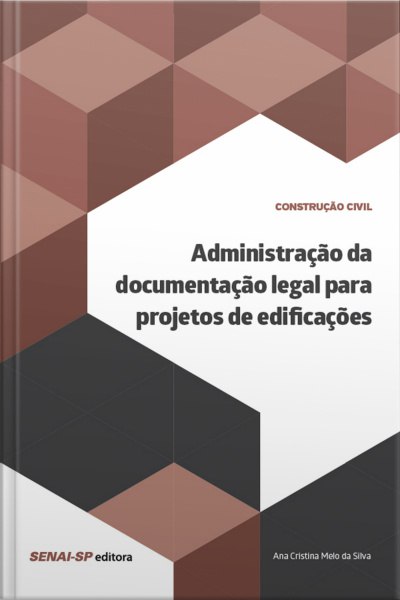 CONSTRUÇÃO CIVIL
Administração da
documentação legal para
projetos de edificações
SENAI-SP editora
Ana Cristina Melo da Silva